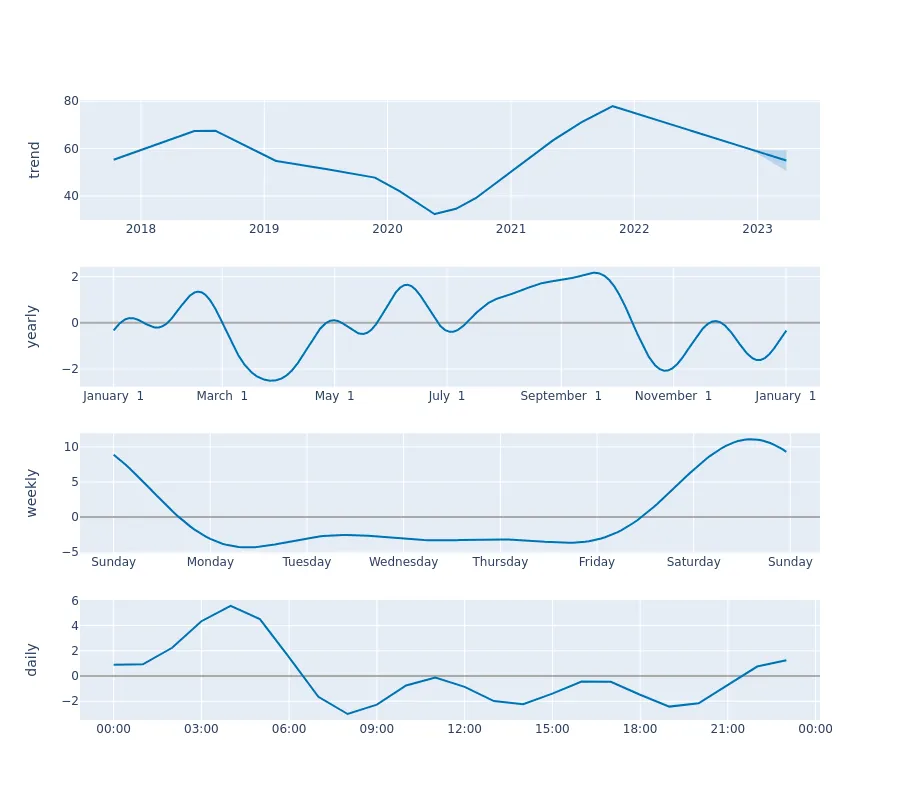 trend
80
60
40
2018 2019 2020 2021 2022 2023
yearly
2
0
−2
January 1 March 1 May 1 July 1 September 1 November 1 January 1
weekly
10
5
0
−5
Sunday Monday Tuesday Wednesday Thursday Friday Saturday Sunday
daily
6
4
2
0
−2
00:00 03:00 06:00 09:00 12:00 15:00 18:00 21:00 00:00